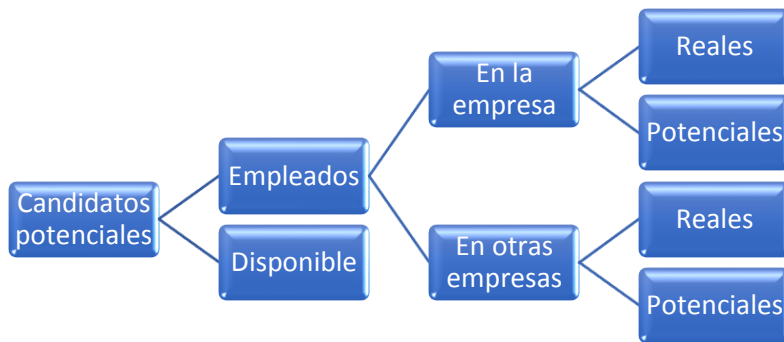 Candidatos
potenciales
Empleados
Disponible
En la
empresa
En otras
empresas
Reales
Potenciales
Reales
Potenciales